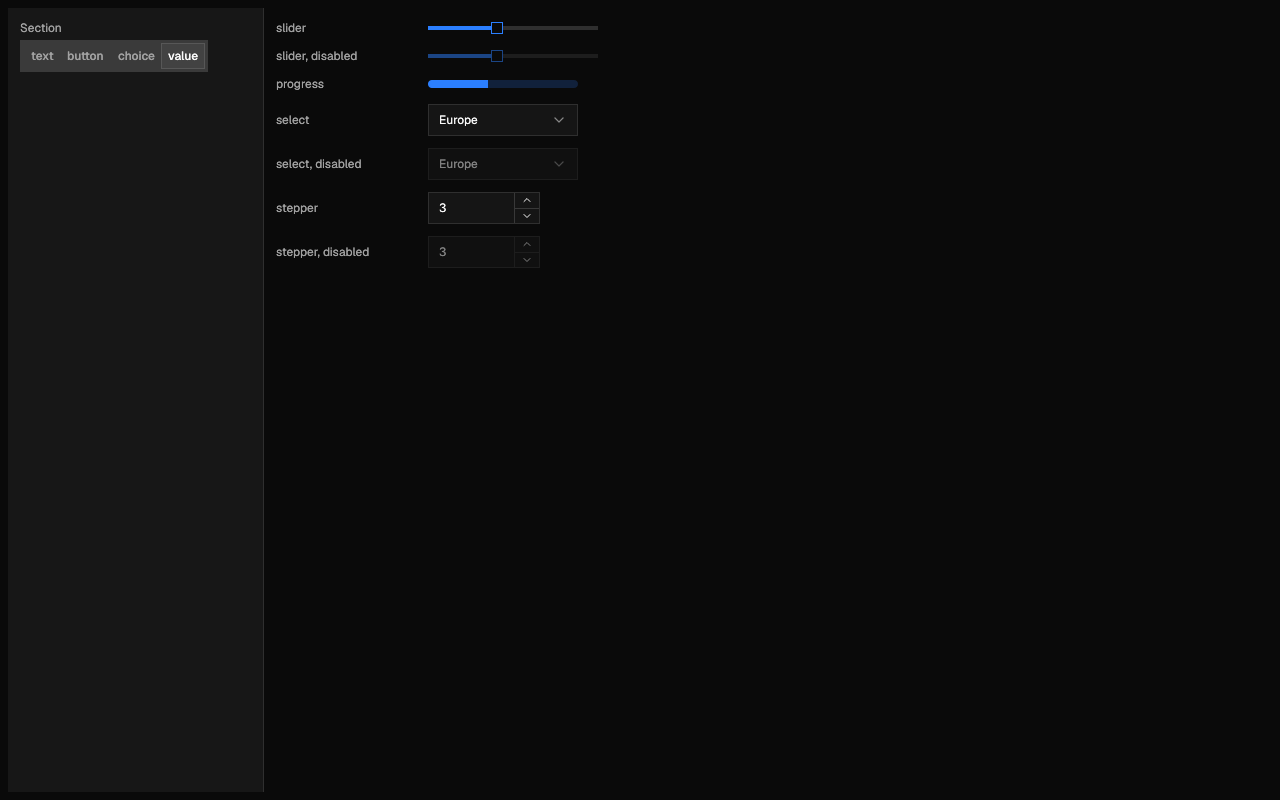 Section
text button choice value
slider
slider, disabled
progress
select Europe
select, disabled Europe
stepper 3
stepper, disabled 3